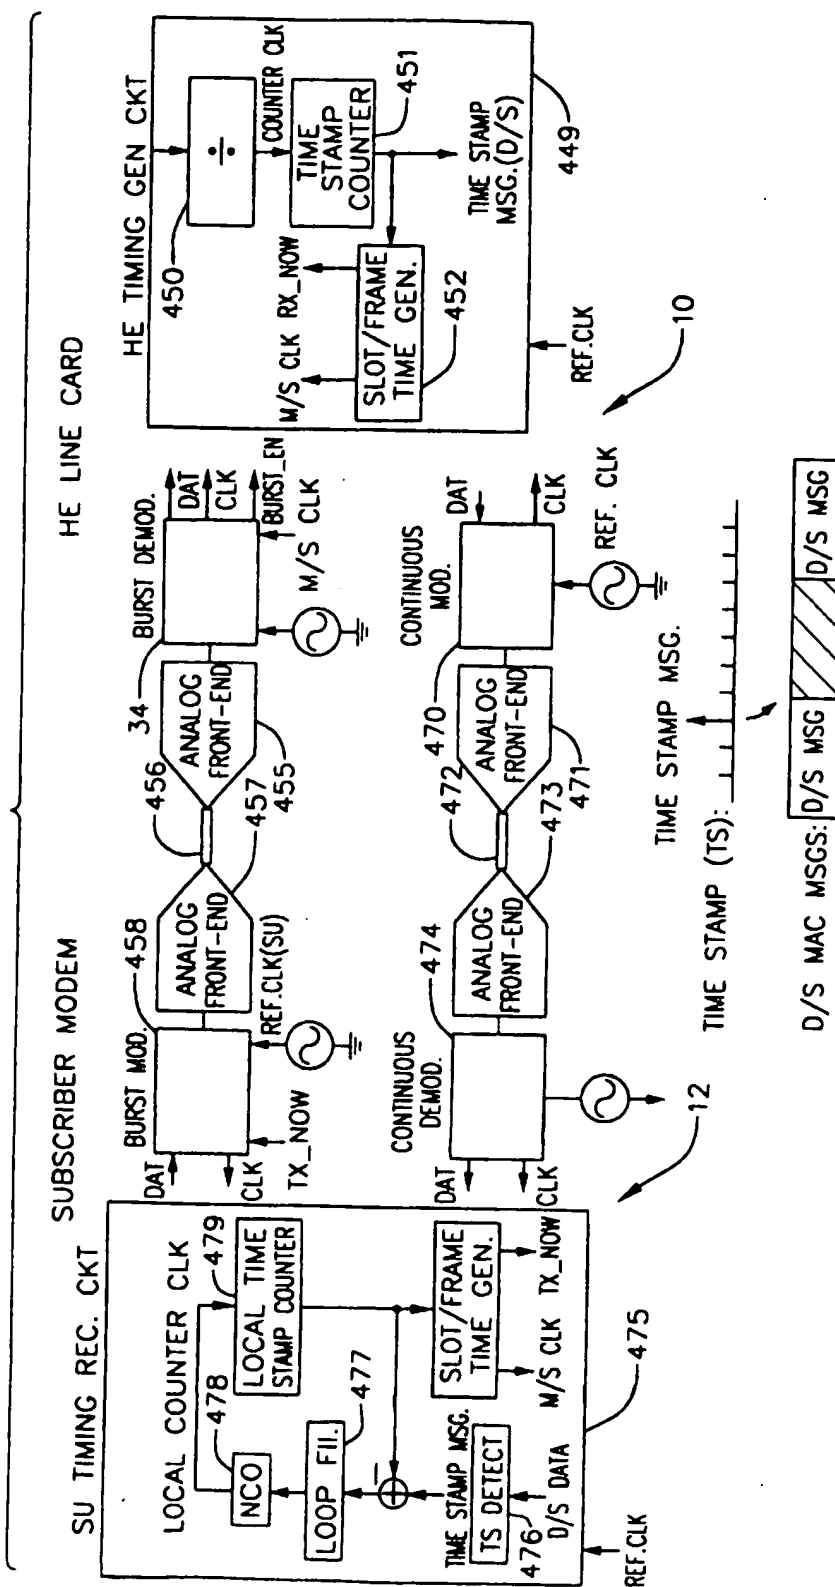 SUBSCRIBER MODEM
HE LINE CARD
SU TIMING REC. CKT
LOCAL COUNTER CLK
478
479
NCO
LOCAL TIME
STAMP COUNTER
LOOP FIL.
477
–
TIME STAMP MSG.
TS DETECT
476
D/S DATA
SLOT/FRAME
TIME GEN.
M/S CLK
TX_NOW
475
REF.CLK
12
BURST MOD.
458
DAT
CLK
TX_NOW
REF.CLK(SU)
ANALOG
FRONT-END
457
456
ANALOG
FRONT-END
455
34
BURST DEMOD.
DAT
CLK
BURST_EN
M/S CLK
CONTINUOUS
DEMOD.
474
DAT
CLK
ANALOG
FRONT-END
473
472
ANALOG
FRONT-END
471
470
CONTINUOUS
MOD.
DAT
CLK
REF. CLK
HE TIMING GEN CKT
450
÷
COUNTER CLK
TIME
STAMP
COUNTER
451
M/S CLK
RX_NOW
SLOT/FRAME
TIME GEN.
452
TIME STAMP
MSG.(D/S)
449
REF.CLK
10
TIME STAMP MSG.
TIME STAMP (TS):
D/S MAC MSGS:
D/S MSG
D/S MSG